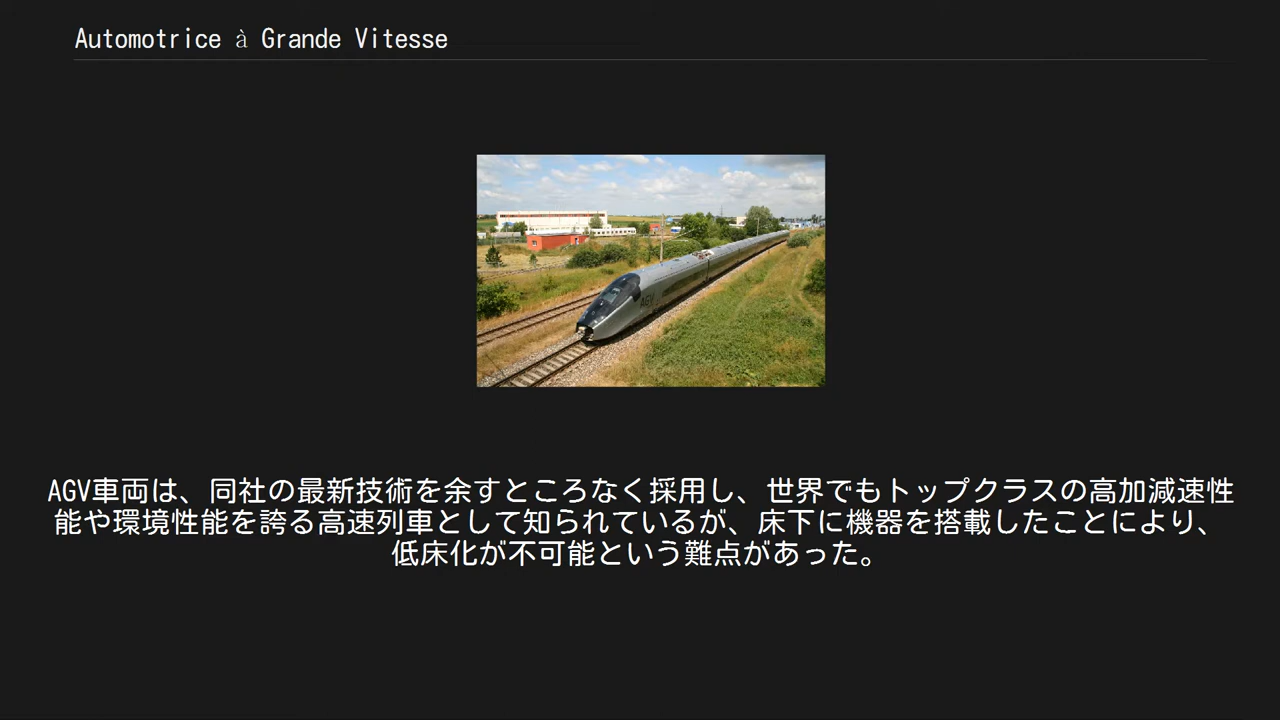 Automotrice à Grande Vitesse
AGV
AGV車両は、同社の最新技術を余すところなく採用し、世界でもトップクラスの高加減速性
能や環境性能を誇る高速列車として知られているが、床下に機器を搭載したことにより、
低床化が不可能という難点があった。